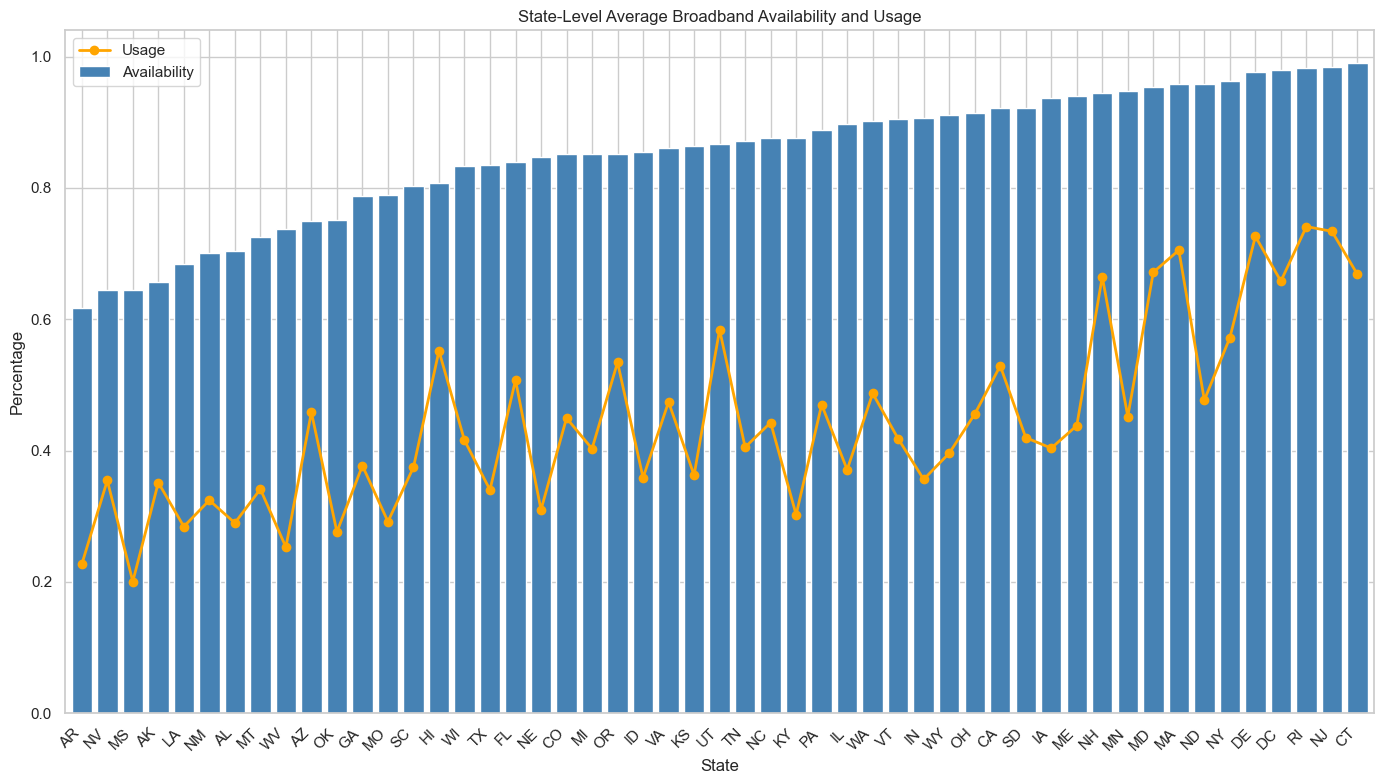 State-Level Average Broadband Availability and Usage
Usage
Availability
Percentage
1.0
0.8
0.6
0.4
0.2
0.0
AR NV MS AK LA NM AL MT WV AZ OK GA MO SC HI WI TX FL NE CO MI OR ID VA KS UT TN NC KY PA IL WA VT IN WY OH CA SD IA ME NH MN MD MA ND NY DE DC RI NJ CT
State